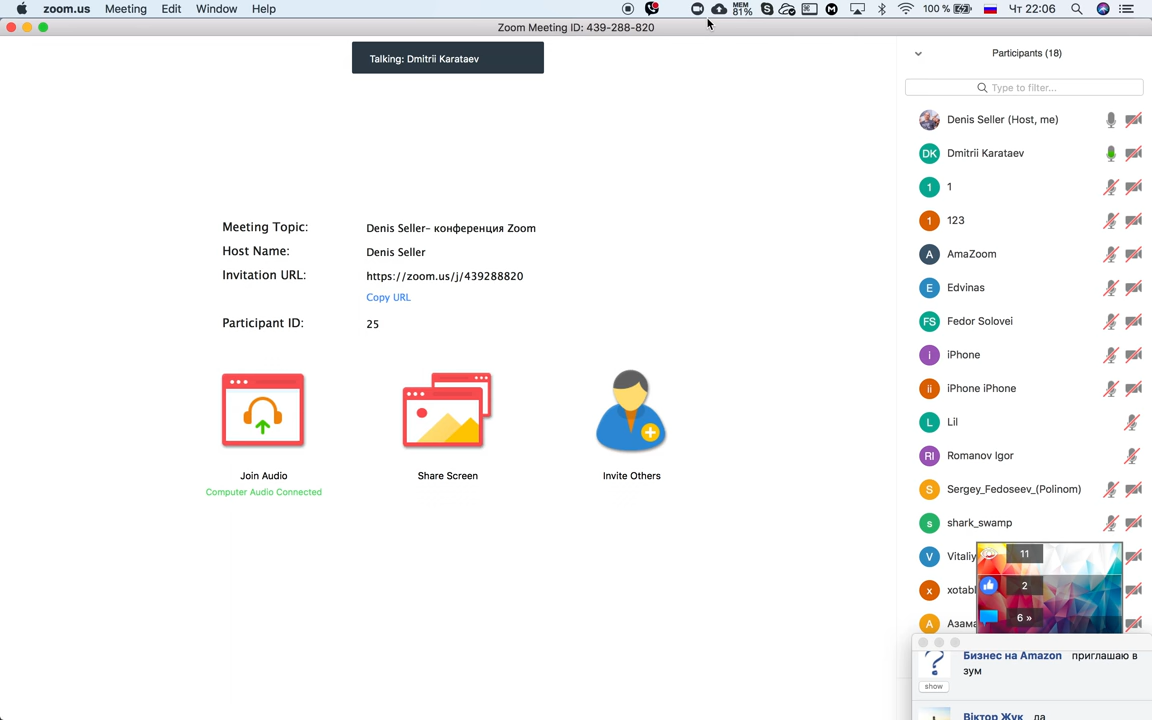 zoom.us Meeting Edit Window Help MEM 81% 100 % Чт 22:06
Zoom Meeting ID: 439-288-820
Talking: Dmitrii Karataev
Participants (18)
Type to filter...
Denis Seller (Host, me)
DK Dmitrii Karataev
1 1
1 123
A AmaZoom
E Edvinas
FS Fedor Solovei
i iPhone
ii iPhone iPhone
L Lil
RI Romanov Igor
S Sergey_Fedoseev_(Polinom)
s shark_swamp
V Vitaliy
x xotabl
A Азама
Meeting Topic: Denis Seller- конференция Zoom
Host Name: Denis Seller
Invitation URL: https://zoom.us/j/439288820
Copy URL
Participant ID: 25
Join Audio
Computer Audio Connected
Share Screen
Invite Others
11
2
6 »
Бизнес на Amazon приглашаю в
зум
show
Віктор Жук да